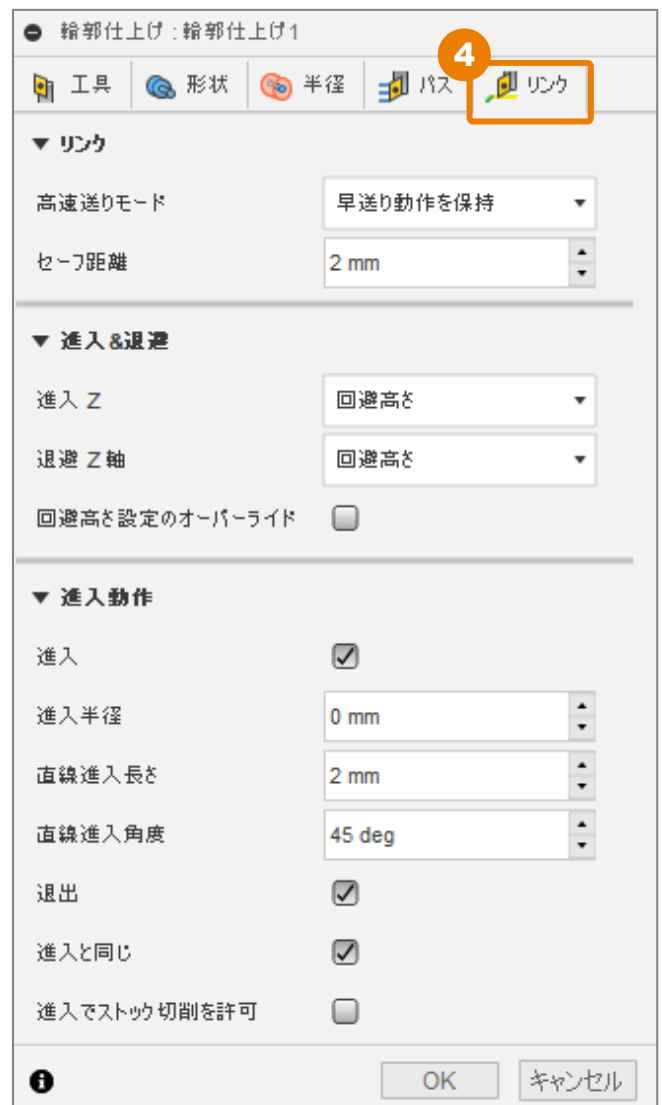 輪郭仕上げ : 輪郭仕上げ1
4
工具 形状 半径 パス リンク
▼ リンク
高速送りモード 早送り動作を保持
セーフ距離 2 mm
▼ 進入&退避
進入 Z 回避高さ
退避 Z 軸 回避高さ
回避高さ設定のオーバーライド
▼ 進入動作
進入
進入半径 0 mm
直線進入長さ 2 mm
直線進入角度 45 deg
退出
進入と同じ
進入でストック切削を許可
OK キャンセル